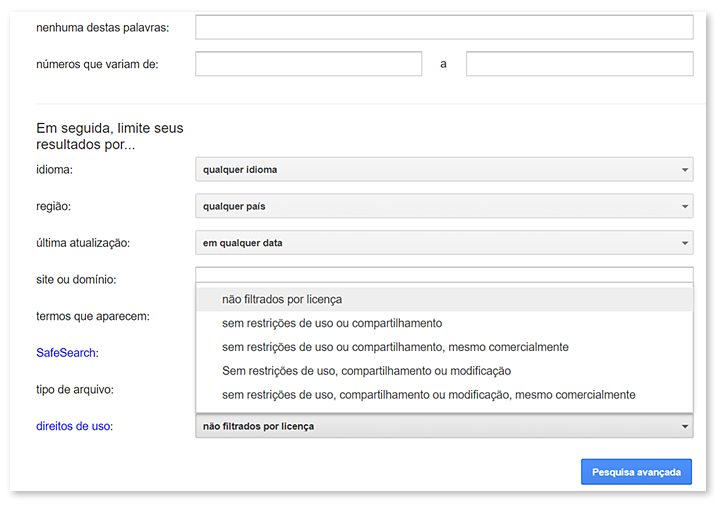 nenhuma destas palavras:
números que variam de: a
Em seguida, limite seus
resultados por...
idioma: qualquer idioma
região: qualquer país
última atualização: em qualquer data
site ou domínio:
não filtrados por licença
termos que aparecem:
sem restrições de uso ou compartilhamento
SafeSearch:
sem restrições de uso ou compartilhamento, mesmo comercialmente
Sem restrições de uso, compartilhamento ou modificação
tipo de arquivo:
sem restrições de uso, compartilhamento ou modificação, mesmo comercialmente
direitos de uso: não filtrados por licença
Pesquisa avançada